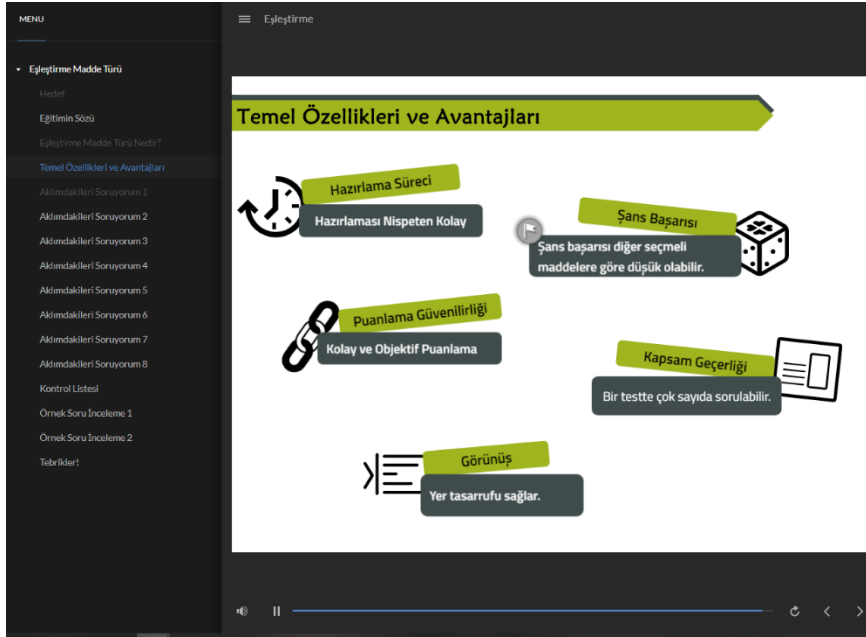 MENU
Eşleştirme
Eşleştirme Madde Türü
Hedef
Eğitimin Sözü
Eşleştirme Madde Türü Nedir?
Temel Özellikleri ve Avantajları
Aklımdakileri Soruyorum 1
Aklımdakileri Soruyorum 2
Aklımdakileri Soruyorum 3
Aklımdakileri Soruyorum 4
Aklımdakileri Soruyorum 5
Aklımdakileri Soruyorum 6
Aklımdakileri Soruyorum 7
Aklımdakileri Soruyorum 8
Kontrol Listesi
Örnek Soru İnceleme 1
Örnek Soru İnceleme 2
Tebrikler!
Temel Özellikleri ve Avantajları
Hazırlama Süreci
Hazırlaması Nispeten Kolay
Şans Başarısı
Şans başarısı diğer seçmeli
maddelere göre düşük olabilir.
Puanlama Güvenilirliği
Kolay ve Objektif Puanlama
Kapsam Geçerliği
Bir testte çok sayıda sorulabilir.
Görünüş
Yer tasarrufu sağlar.